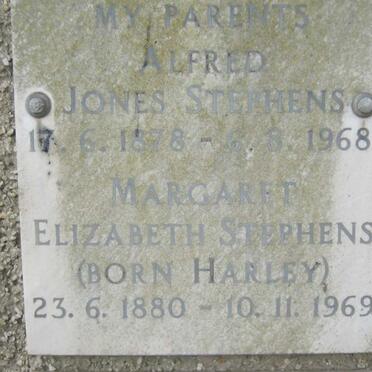 MY PARENTS
ALFRED
JONES STEPHENS
17. 6. 1878 - 6. 8. 1968
MARGARET
ELIZABETH STEPHENS
(BORN HARLEY)
23. 6. 1880 - 10. 11. 1969